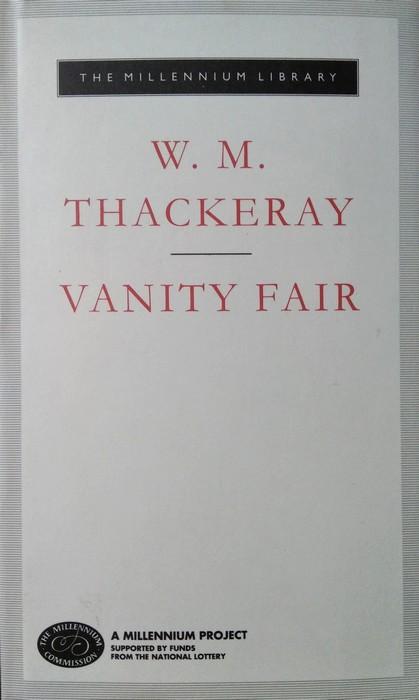 THE MILLENNIUM LIBRARY
W. M.
THACKERAY
VANITY FAIR
THE MILLENNIUM
COMMISSION
A MILLENNIUM PROJECT
SUPPORTED BY FUNDS
FROM THE NATIONAL LOTTERY